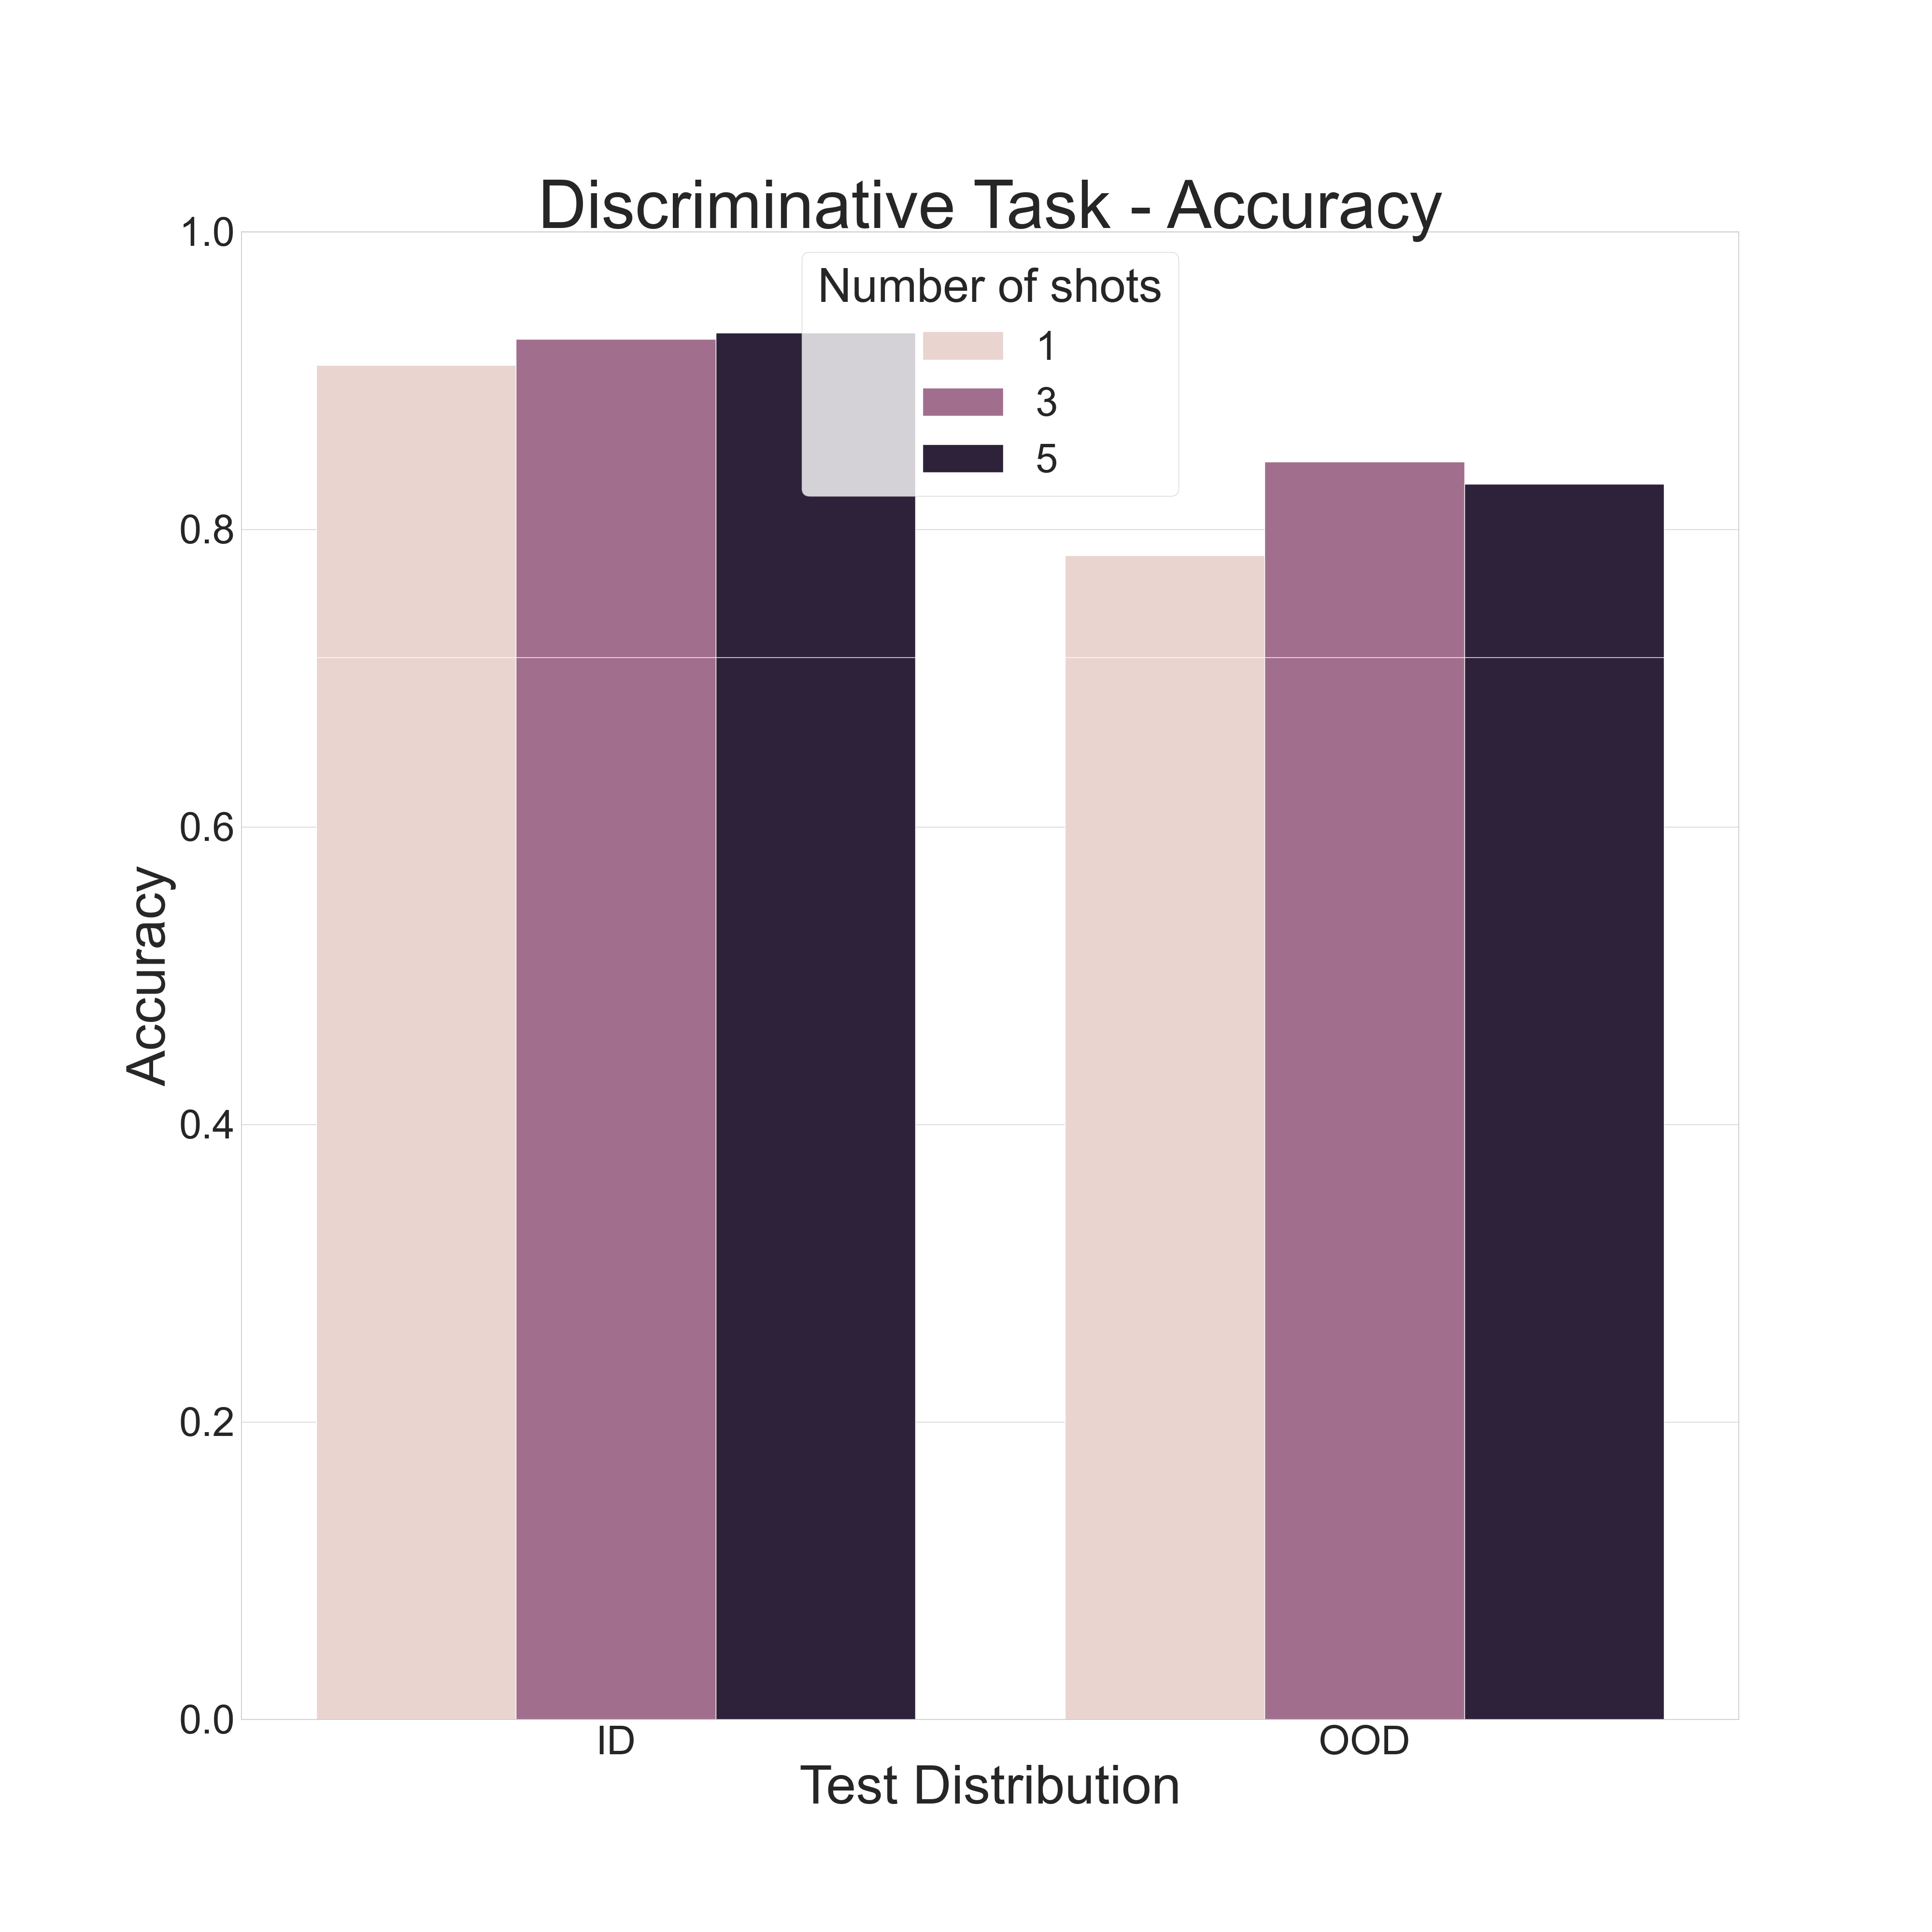 Discriminative Task - Accuracy
Number of shots
1
3
5
1.0
0.8
0.6
0.4
0.2
0.0
Accuracy
ID
OOD
Test Distribution